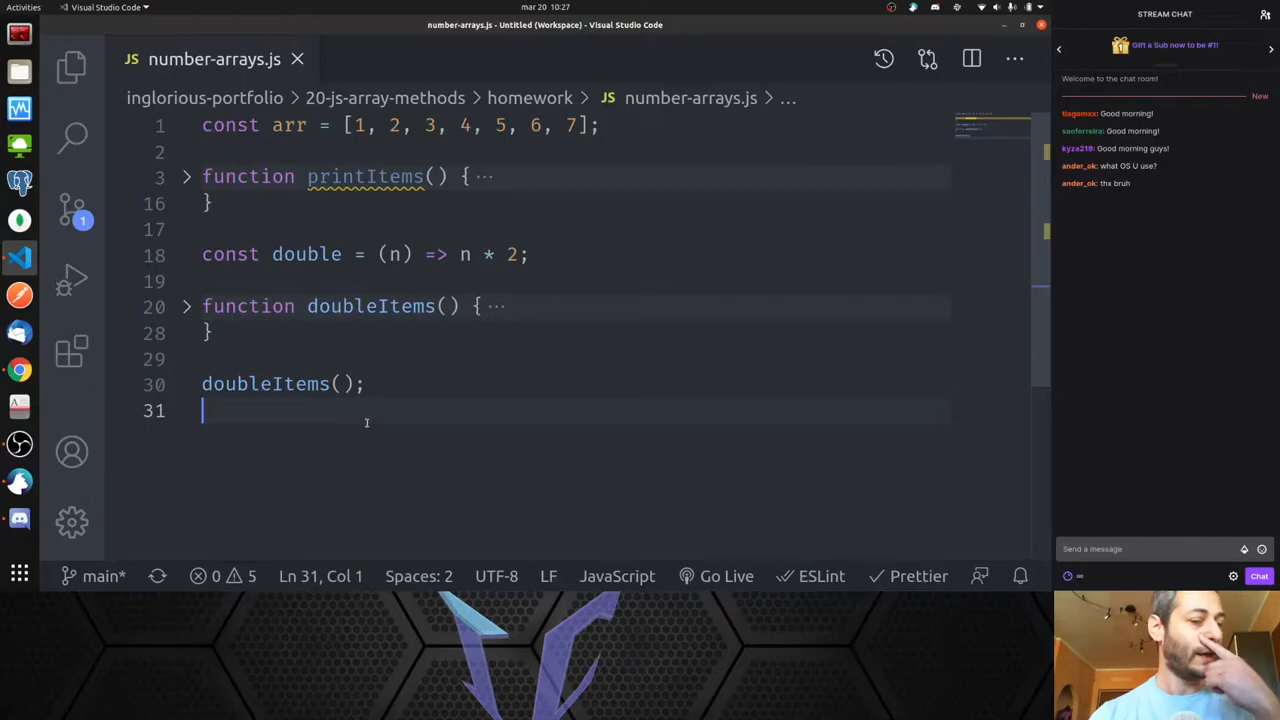 Activities
Visual Studio Code
mar 20 10:27
number-arrays.js - Untitled (Workspace) - Visual Studio Code
JS number-arrays.js
inglorious-portfolio > 20-js-array-methods > homework > JS number-arrays.js > ...
1 const arr = [1, 2, 3, 4, 5, 6, 7];
2
3 function printItems() { ...
16 }
17
18 const double = (n) => n * 2;
19
20 function doubleItems() { ...
28 }
29
30 doubleItems();
31
1
main* 0 5 Ln 31, Col 1 Spaces: 2 UTF-8 LF JavaScript Go Live ESLint Prettier
STREAM CHAT
1 Gift a Sub now to be #1!
Welcome to the chat room!
New
tiagomxx: Good morning!
saoferreira: Good morning!
kyza219: Good morning guys!
ander_ok: what OS U use?
ander_ok: thx bruh
Send a message
∞
Chat